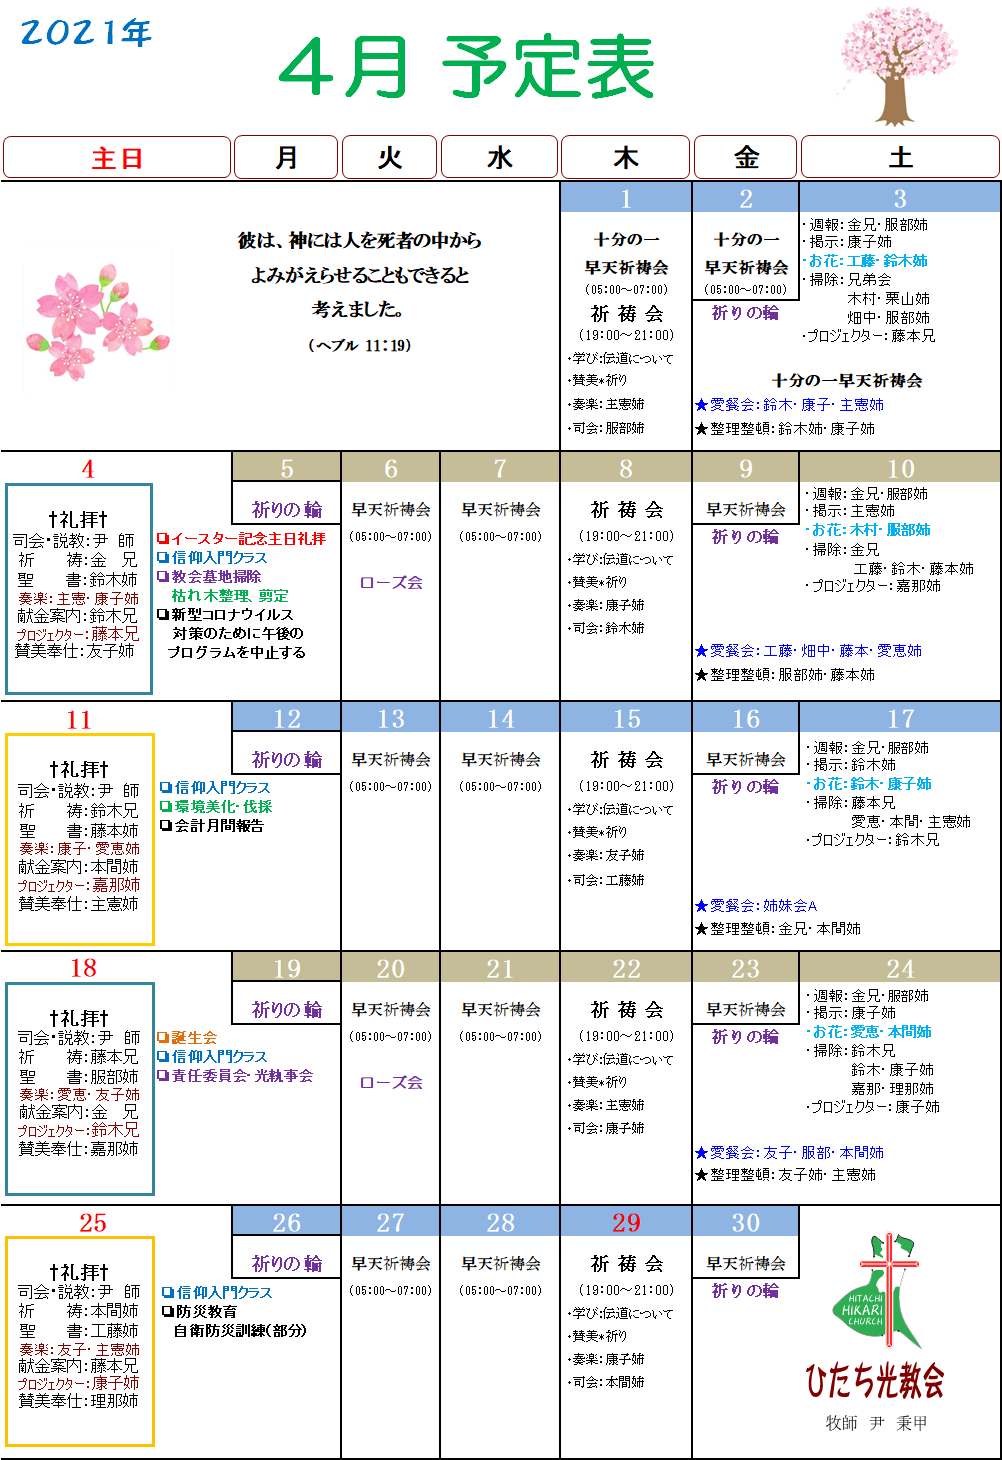 2021年
4月 予定表
主日 月 火 水 木 金 土
彼は、神には人を死者の中から
よみがえらせることもできると
考えました。
(ヘブル 11:19)
1
十分の一
早天祈祷会
(05:00～07:00)
祈 祷 会
(19:00～21:00)
・学び:伝道について
・賛美*祈り
・奏楽:主憲姉
・司会:服部姉
2
十分の一
早天祈祷会
(05:00～07:00)
祈りの輪
3
・週報:金兄・服部姉
・掲示:康子姉
・お花:工藤・鈴木姉
・掃除:兄弟会
木村・栗山姉
畑中・服部姉
・プロジェクター:藤本兄
十分の一早天祈祷会
★愛餐会:鈴木・康子・主憲姉
★整理整頓:鈴木姉・康子姉
4
✝礼拝✝
司会・説教:尹 師
祈 祷:金 兄
聖 書:鈴木姉
奏楽:主憲・康子姉
献金案内:鈴木兄
プロジェクター:藤本兄
賛美奉仕:友子姉
❏イースター記念主日礼拝
❏信仰入門クラス
❏教会墓地掃除
枯れ木整理、剪定
❏新型コロナウイルス
対策のために午後の
プログラムを中止する
5
祈りの輪
6
早天祈祷会
(05:00～07:00)
ローズ会
7
早天祈祷会
(05:00～07:00)
8
祈 祷 会
(19:00～21:00)
・学び:伝道について
・賛美*祈り
・奏楽:康子姉
・司会:鈴木姉
9
早天祈祷会
祈りの輪
10
・週報:金兄・服部姉
・掲示:主憲姉
・お花:木村・服部姉
・掃除:金兄
工藤・鈴木・藤本姉
・プロジェクター:嘉那姉
★愛餐会:工藤・畑中・藤本・愛恵姉
★整理整頓:服部姉・藤本姉
11
✝礼拝✝
司会・説教:尹 師
祈 祷:鈴木兄
聖 書:藤本姉
奏楽:康子・愛恵姉
献金案内:本間姉
プロジェクター:嘉那姉
賛美奉仕:主憲姉
❏信仰入門クラス
❏環境美化・伐採
❏会計月間報告
12
祈りの輪
13
早天祈祷会
(05:00～07:00)
14
早天祈祷会
(05:00～07:00)
15
祈 祷 会
(19:00～21:00)
・学び:伝道について
・賛美*祈り
・奏楽:友子姉
・司会:工藤姉
16
早天祈祷会
祈りの輪
17
・週報:金兄・服部姉
・掲示:鈴木姉
・お花:鈴木・康子姉
・掃除:藤本兄
愛恵・本間・主憲姉
・プロジェクター:鈴木兄
★愛餐会:姉妹会A
★整理整頓:金兄・本間姉
18
✝礼拝✝
司会・説教:尹 師
祈 祷:藤本兄
聖 書:服部姉
奏楽:愛恵・友子姉
献金案内:金 兄
プロジェクター:鈴木兄
賛美奉仕:嘉那姉
❏誕生会
❏信仰入門クラス
❏責任委員会・光執事会
19
祈りの輪
20
早天祈祷会
(05:00～07:00)
ローズ会
21
早天祈祷会
(05:00～07:00)
22
祈 祷 会
(19:00～21:00)
・学び:伝道について
・賛美*祈り
・奏楽:主憲姉
・司会:康子姉
23
早天祈祷会
祈りの輪
24
・週報:金兄・服部姉
・掲示:康子姉
・お花:愛恵・本間姉
・掃除:鈴木兄
鈴木・康子姉
嘉那・理那姉
・プロジェクター:康子姉
★愛餐会:友子・服部・本間姉
★整理整頓:友子姉・主憲姉
25
✝礼拝✝
司会・説教:尹 師
祈 祷:本間姉
聖 書:工藤姉
奏楽:友子・主憲姉
献金案内:藤本兄
プロジェクター:康子姉
賛美奉仕:理那姉
❏信仰入門クラス
❏防災教育
自衛防災訓練(部分)
26
祈りの輪
27
早天祈祷会
(05:00～07:00)
28
早天祈祷会
(05:00～07:00)
29
祈 祷 会
(19:00～21:00)
・学び:伝道について
・賛美*祈り
・奏楽:康子姉
・司会:本間姉
30
早天祈祷会
祈りの輪
HITACHI
HIKARI
CHURCH
ひたち光教会
牧師 尹 秉甲